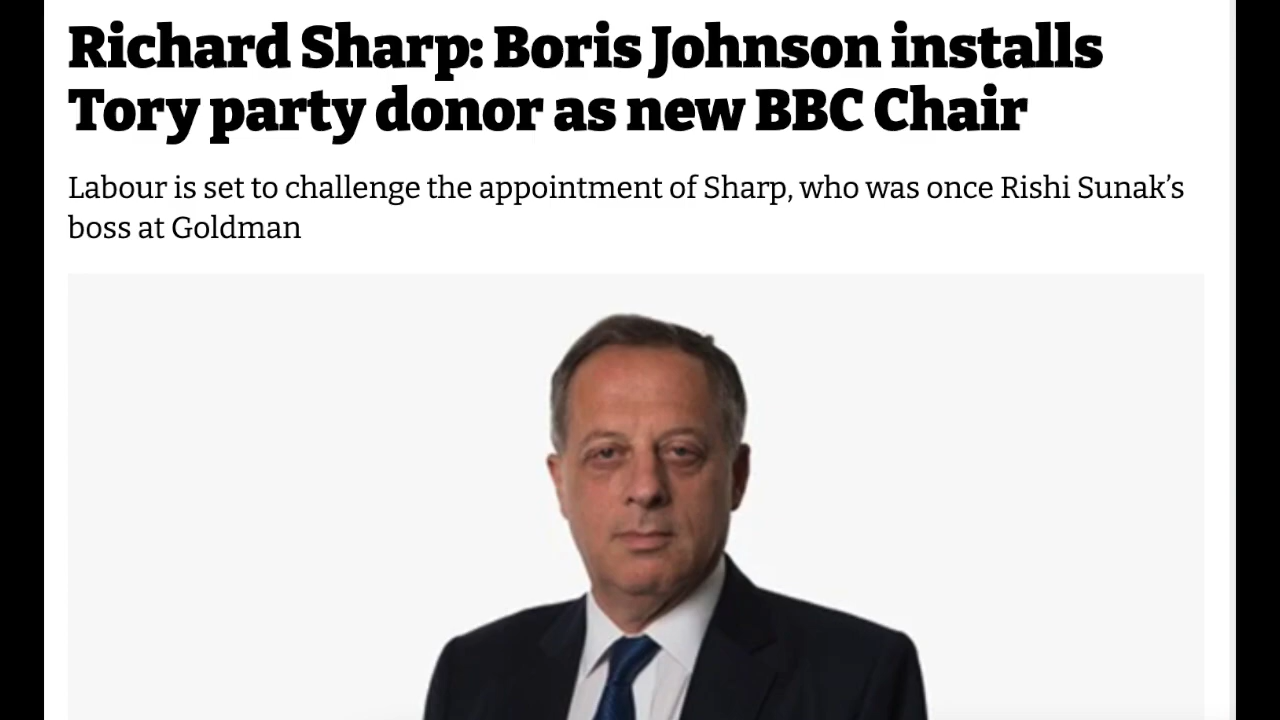 Richard Sharp: Boris Johnson installs
Tory party donor as new BBC Chair
Labour is set to challenge the appointment of Sharp, who was once Rishi Sunak’s
boss at Goldman